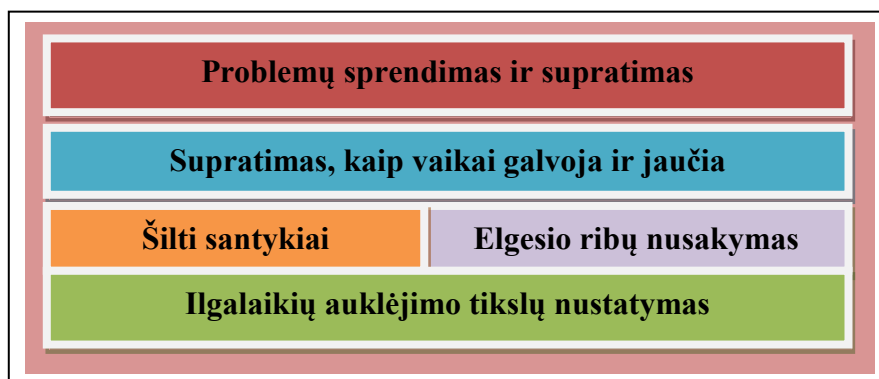 Problemų sprendimas ir supratimas
Supratimas, kaip vaikai galvoja ir jaučia
Šilti santykiai
Elgesio ribų nusakymas
Ilgalaikių auklėjimo tikslų nustatymas